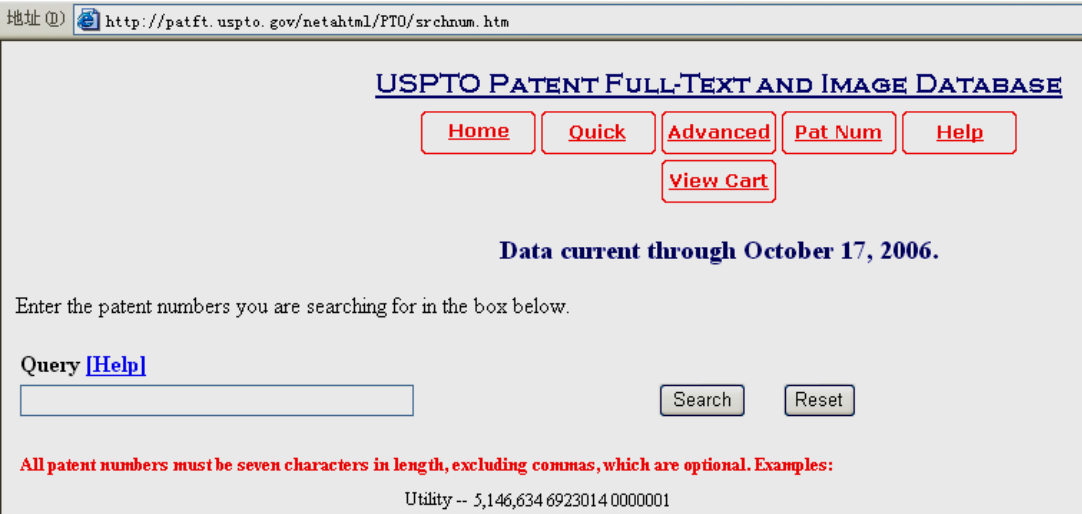 地址(D) http://patft.uspto.gov/netahtml/PTO/srchnum.htm
USPTO PATENT FULL-TEXT AND IMAGE DATABASE
Home Quick Advanced Pat Num Help
View Cart
Data current through October 17, 2006.
Enter the patent numbers you are searching for in the box below.
Query [Help]
Search Reset
All patent numbers must be seven characters in length, excluding commas, which are optional. Examples:
Utility -- 5,146,634 6923014 0000001